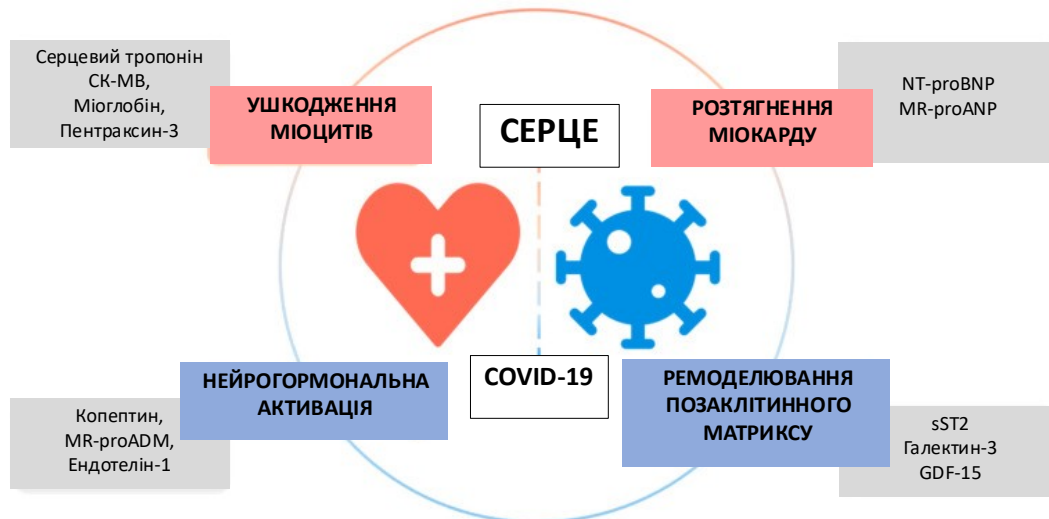 Серцевий тропонін
СК-МВ,
Міоглобін,
Пентраксин-3
УШКОДЖЕННЯ
МІОЦИТІВ
СЕРЦЕ
РОЗТЯГНЕННЯ
МІОКАРДУ
NT-proBNP
MR-proANP
НЕЙРОГОРМОНАЛЬНА
АКТИВАЦІЯ
COVID-19
РЕМОДЕЛЮВАННЯ
ПОЗАКЛІТИННОГО
МАТРИКСУ
Копептин,
MR-proADM,
Ендотелін-1
sST2
Галектин-3
GDF-15